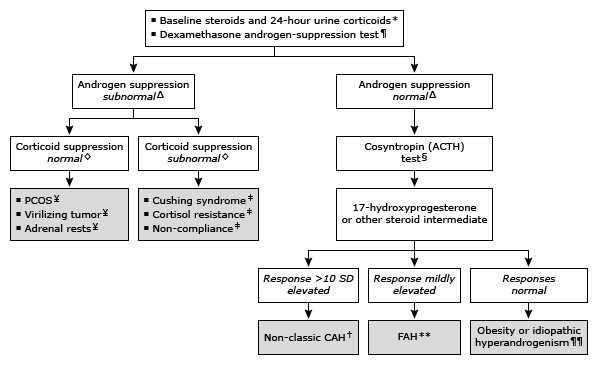 ▪ Baseline steroids and 24-hour urine corticoids*
▪ Dexamethasone androgen-suppression test¶
Androgen suppression
subnormalΔ
Androgen suppression
normalΔ
Corticoid suppression
normal◊
Corticoid suppression
subnormal◊
Cosyntropin (ACTH)
test§
▪ PCOS¥
▪ Virilizing tumor¥
▪ Adrenal rests¥
▪ Cushing syndrome‡
▪ Cortisol resistance‡
▪ Non-compliance‡
17-hydroxyprogesterone
or other steroid intermediate
Response >10 SD
elevated
Response mildly
elevated
Responses
normal
Non-classic CAH†
FAH**
Obesity or idiopathic
hyperandrogenism¶¶